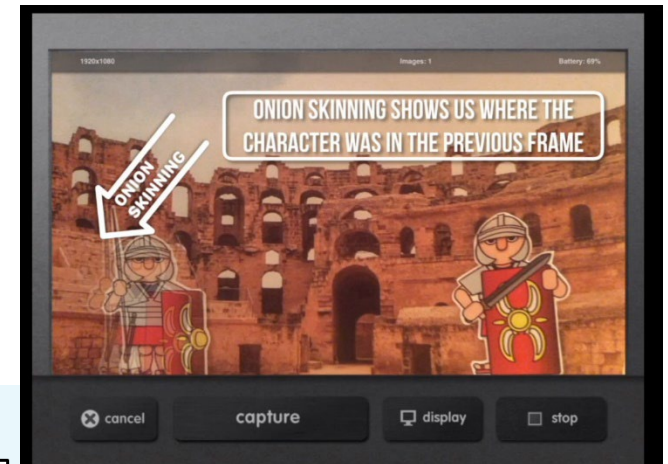 1920x1080
Images: 1
Battery: 69%
ONION SKINNING SHOWS US WHERE THE
CHARACTER WAS IN THE PREVIOUS FRAME
ONION
SKINNING
cancel
capture
display
stop